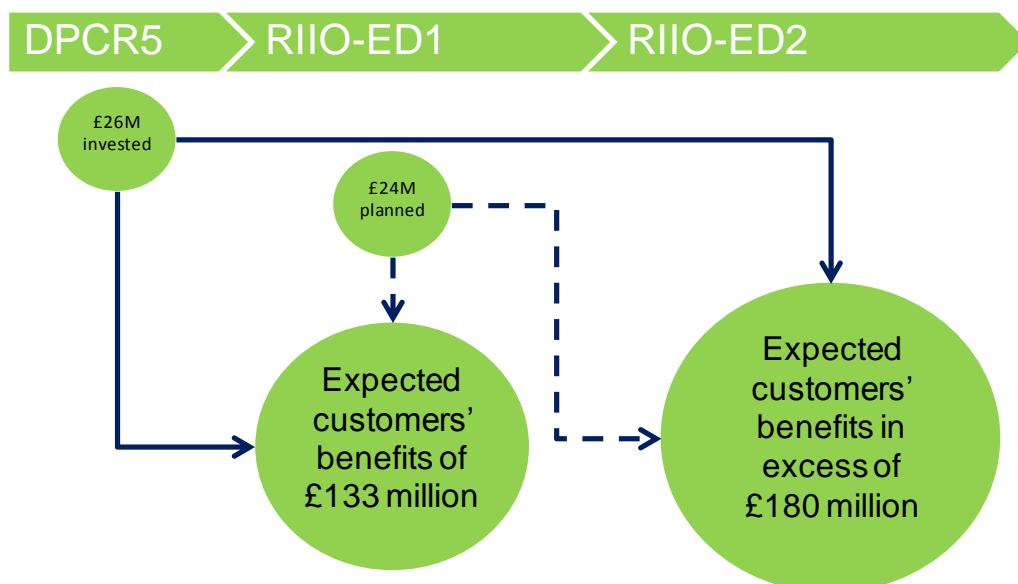 DPCR5
RIIO-ED1
RIIO-ED2
£26M
invested
£24M
planned
Expected
customers’
benefits of
£133 million
Expected
customers’
benefits in
excess of
£180 million